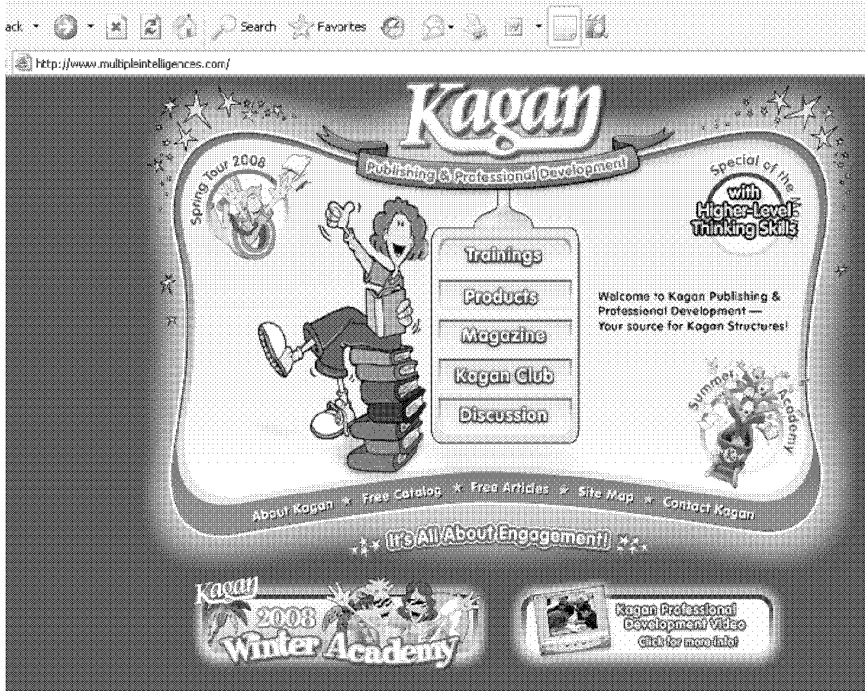 ack
Search
Favorites
http://www.multipleintelligences.com/
Kagan
Publishing & Professional Development
Spring Tour 2008
Special of the
with
Higher-Level
Thinking Skills
Trainings
Products
Magazine
Kagan Club
Discussion
Welcome to Kagan Publishing &
Professional Development —
Your source for Kagan Structures!
Summer Academy
About Kagan ★ Free Catalog ★ Free Articles ★ Site Map ★ Contact Kagan
It's All About Engagement!
Kagan
2008
Winter Academy
Kagan Professional
Development Video
Click for more info!